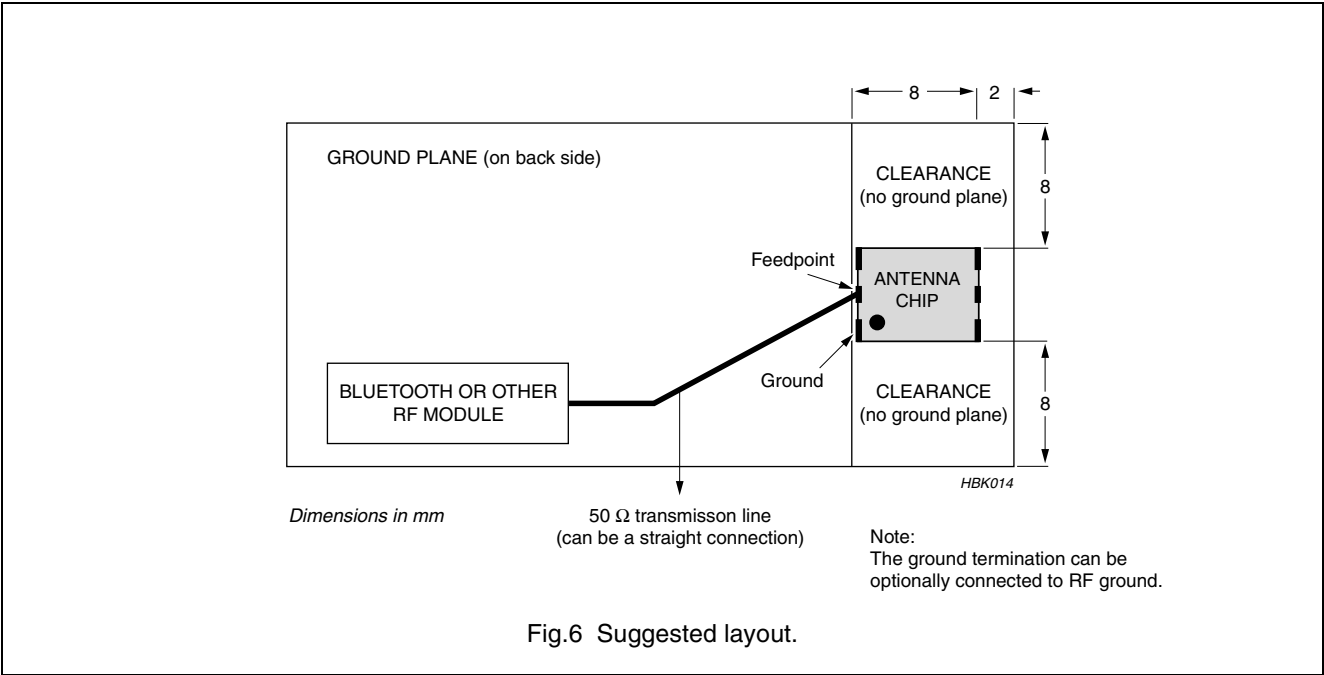 8
2
GROUND PLANE (on back side)
CLEARANCE
(no ground plane)
8
Feedpoint
ANTENNA
CHIP
Ground
BLUETOOTH OR OTHER
RF MODULE
CLEARANCE
(no ground plane)
8
HBK014
Dimensions in mm
50 Ω transmisson line
(can be a straight connection)
Note:
The ground termination can be
optionally connected to RF ground.
Fig.6 Suggested layout.